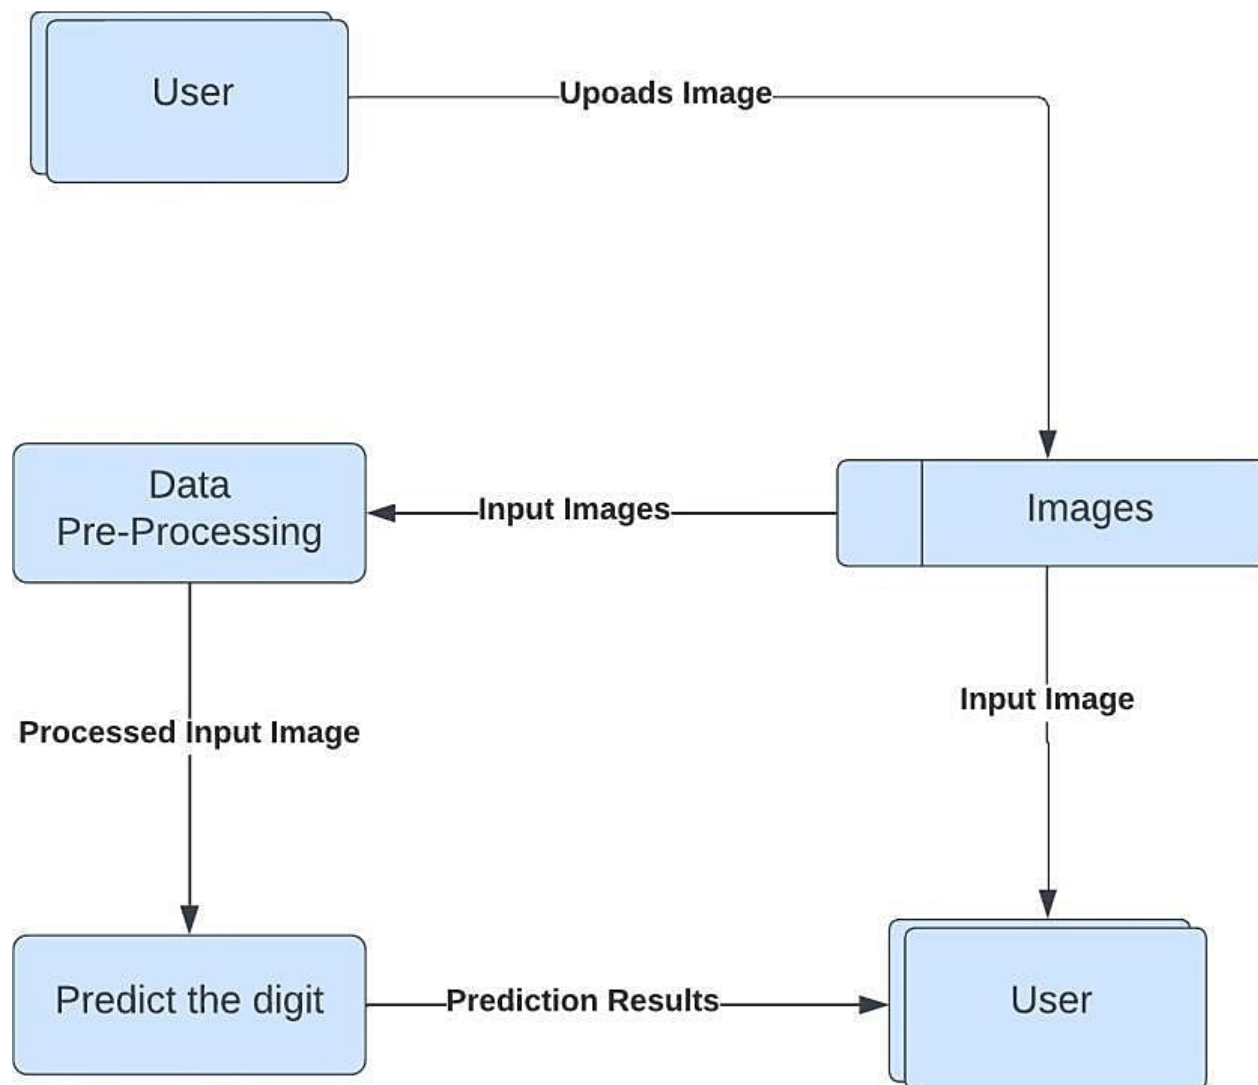 User
Upoads Image
Data
Pre-Processing
Input Images
Images
Processed Input Image
Input Image
Predict the digit
Prediction Results
User